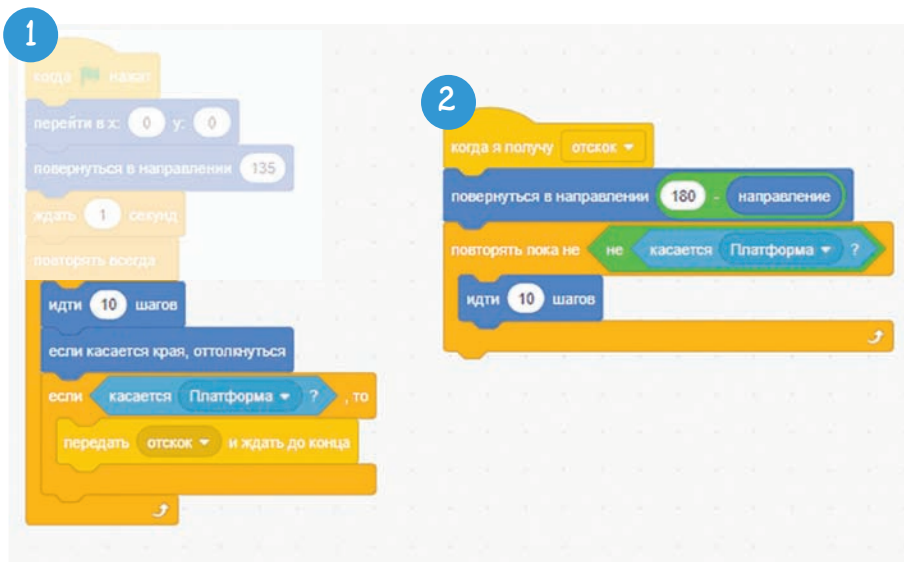 1
когда нажат
перейти в x: 0 y: 0
повернуться в направлении 135
ждать 1 секунд
повторять всегда
идти 10 шагов
если касается края, оттолкнуться
если касается Платформа ? , то
передать отскок и ждать до конца
2
когда я получу отскок
повернуться в направлении 180 - направление
повторять пока не не касается Платформа ?
идти 10 шагов